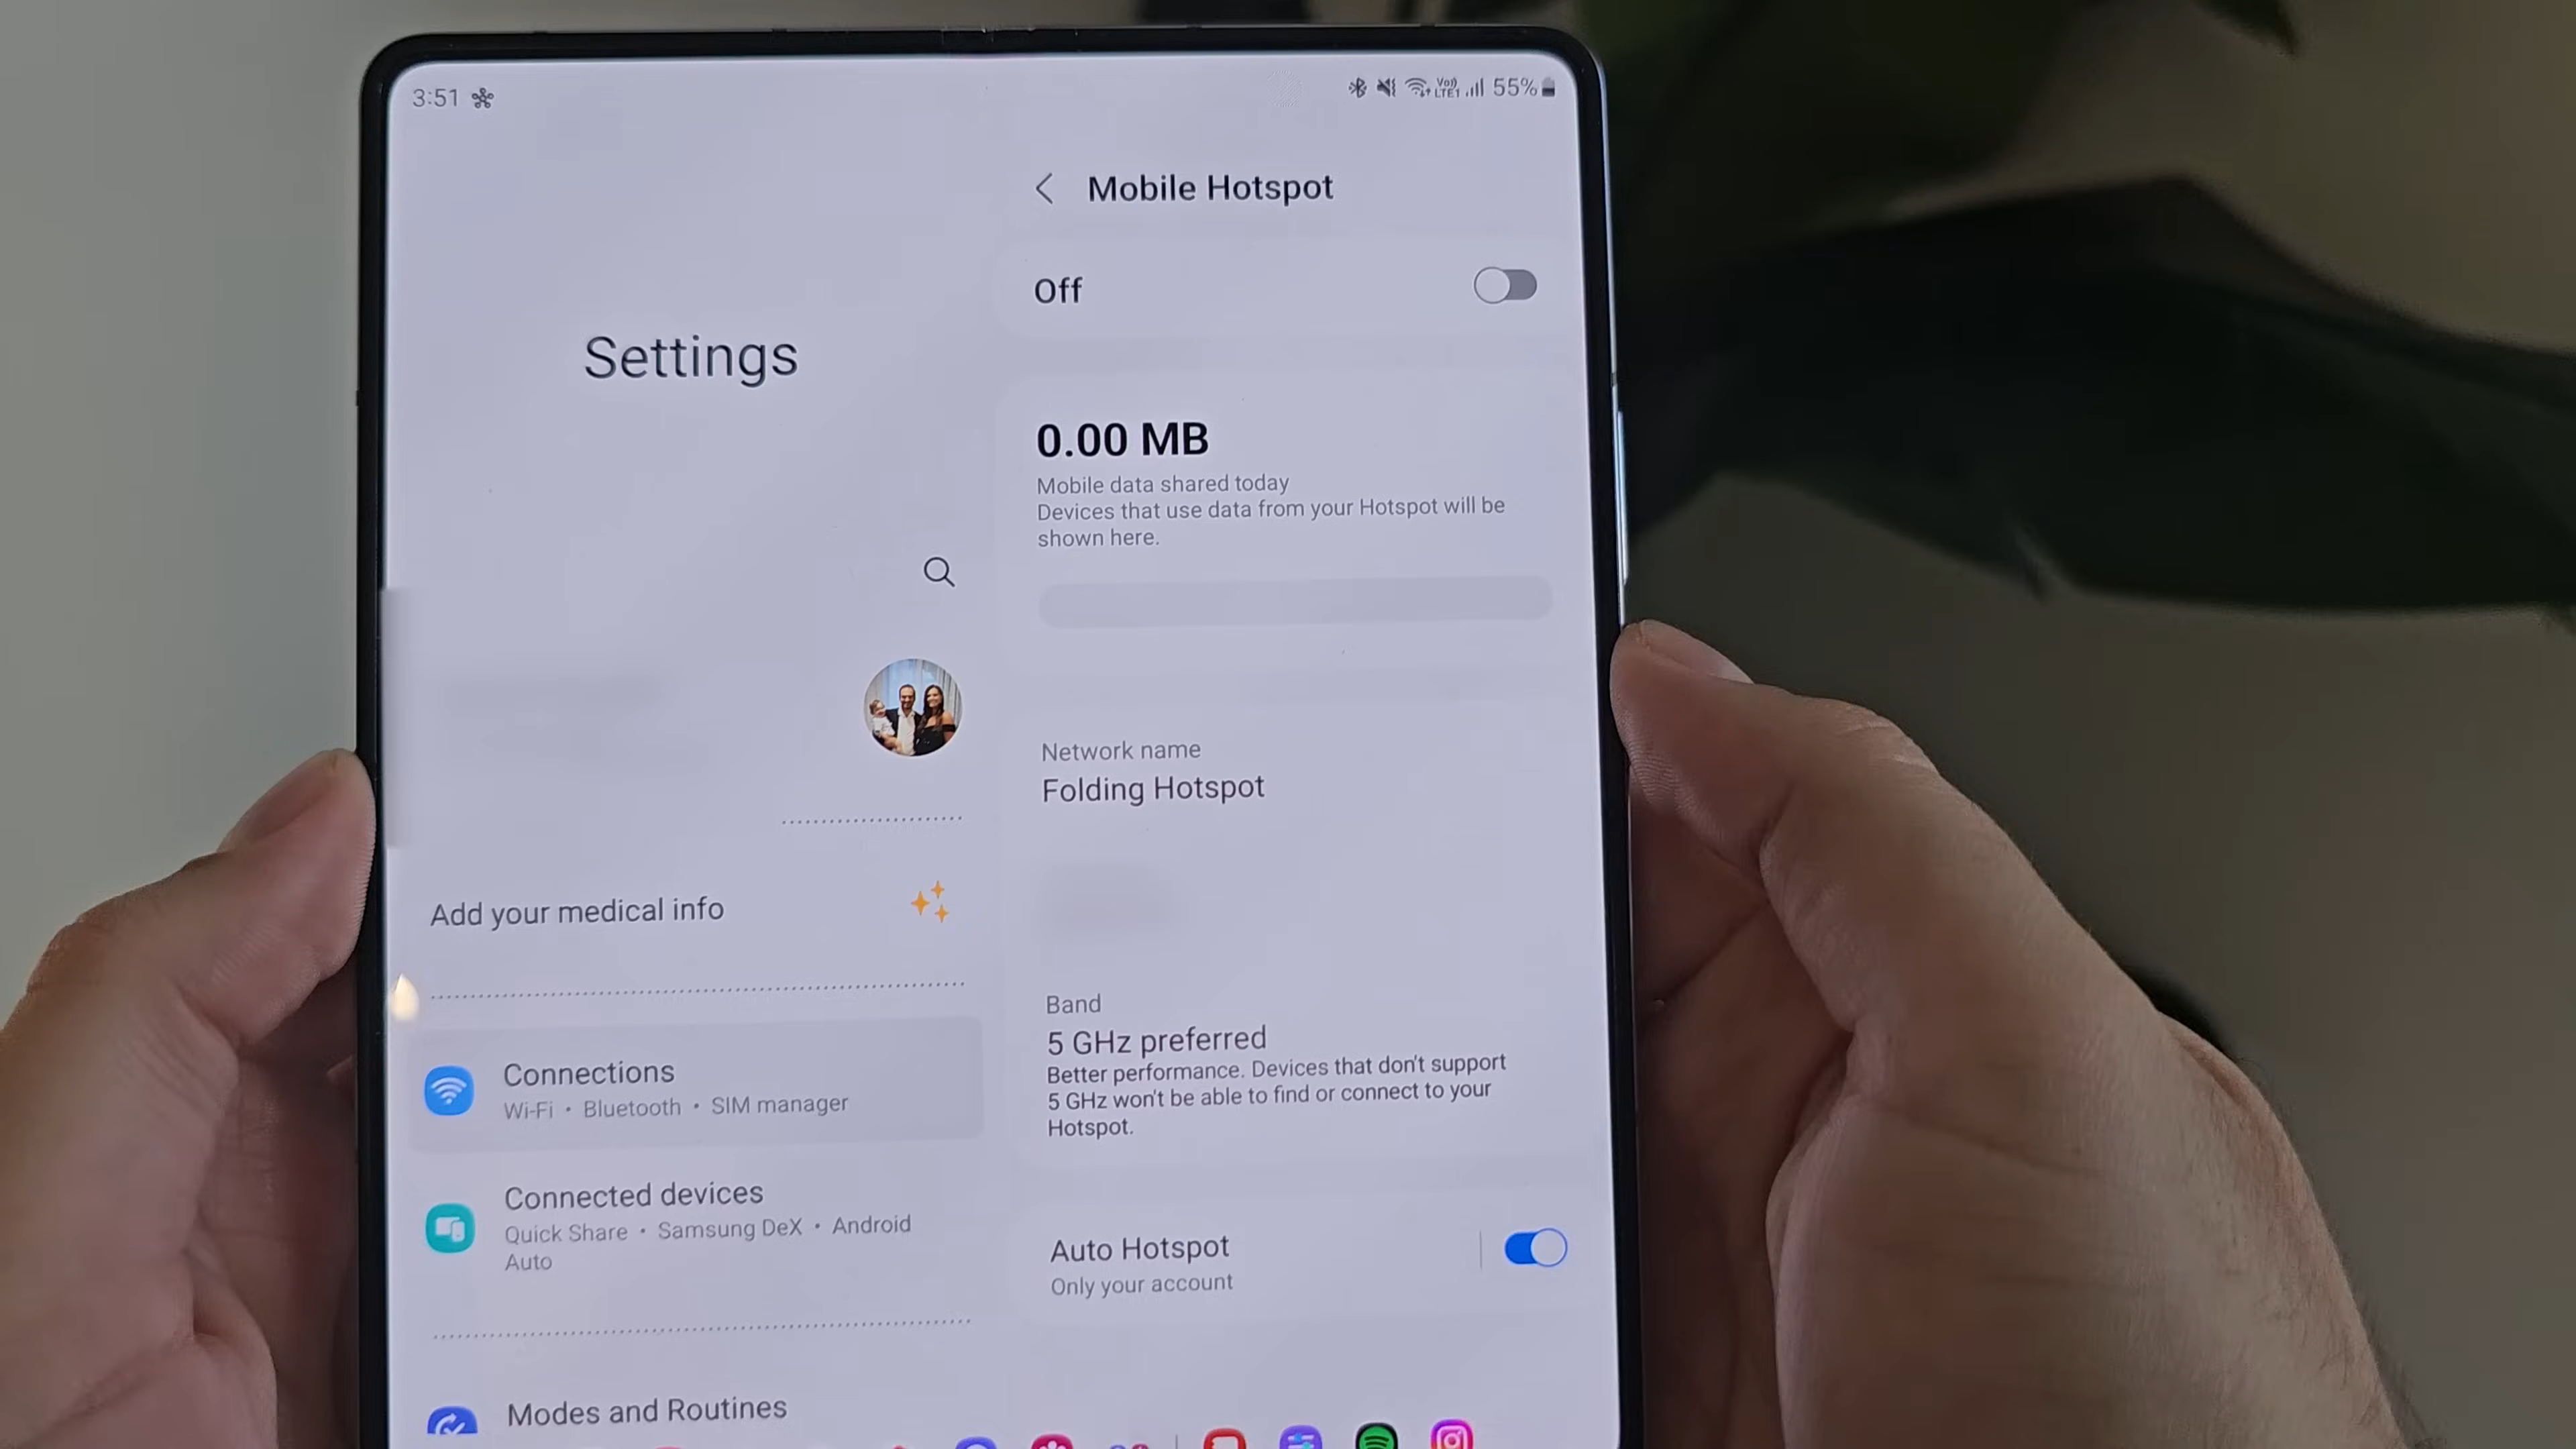 3:51
Vo))
LTE1
55%
Settings
Add your medical info
Connections
Wi-Fi • Bluetooth • SIM manager
Connected devices
Quick Share • Samsung DeX • Android
Auto
Modes and Routines
Mobile Hotspot
Off
0.00 MB
Mobile data shared today
Devices that use data from your Hotspot will be
shown here.
Network name
Folding Hotspot
Band
5 GHz preferred
Better performance. Devices that don't support
5 GHz won't be able to find or connect to your
Hotspot.
Auto Hotspot
Only your account